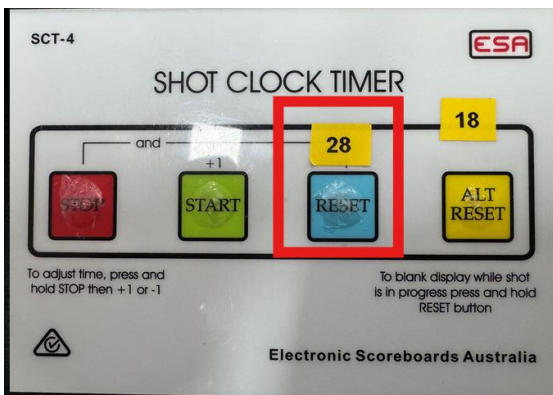 SCT-4
ESA
SHOT CLOCK TIMER
18
and
28
+1
STOP
START
RESET
ALT
RESET
To adjust time, press and
hold STOP then +1 or -1
To blank display while shot
is in progress press and hold
RESET button
Electronic Scoreboards Australia